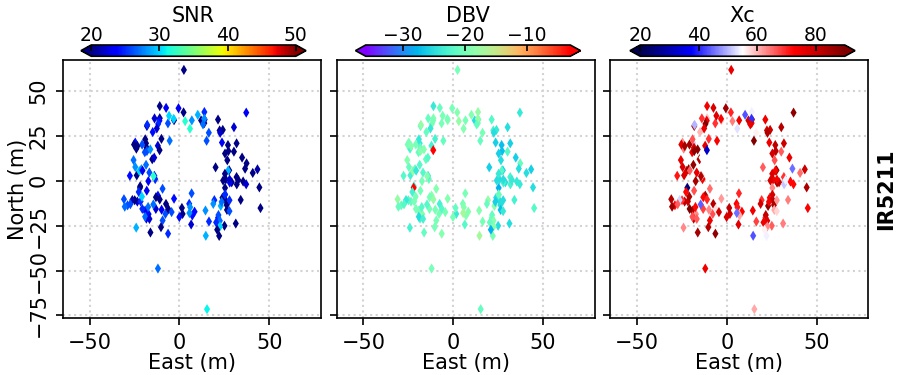 SNR DBV Xc
20 30 40 50 −30 −20 −10 20 40 60 80
50
25
0
−25
−50
−75
North (m)
−50 0 50 −50 0 50 −50 0 50
East (m) East (m) East (m)
IR5211